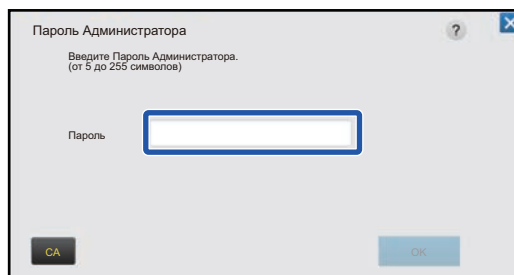 Пароль Администратора
?
Введите Пароль Администратора.
(от 5 до 255 символов)
Пароль
CA
OK